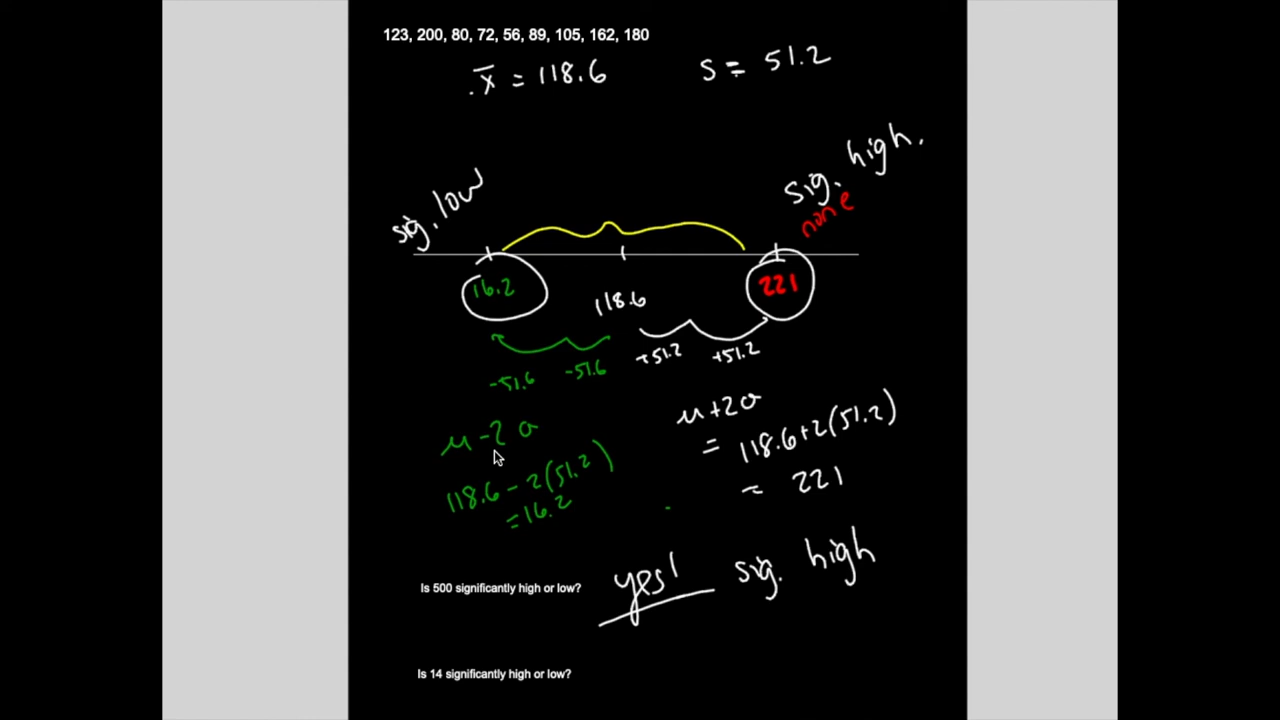 123, 200, 80, 72, 56, 89, 105, 162, 180
x̄ = 118.6 s = 51.2
sig. low
sig. high.
none
16.2
118.6
221
-51.6 -51.6
+51.2 +51.2
μ - 2σ
118.6 - 2(51.2)
= 16.2
μ + 2σ
= 118.6 + 2(51.2)
= 221
Is 500 significantly high or low? yes! sig. high
Is 14 significantly high or low?